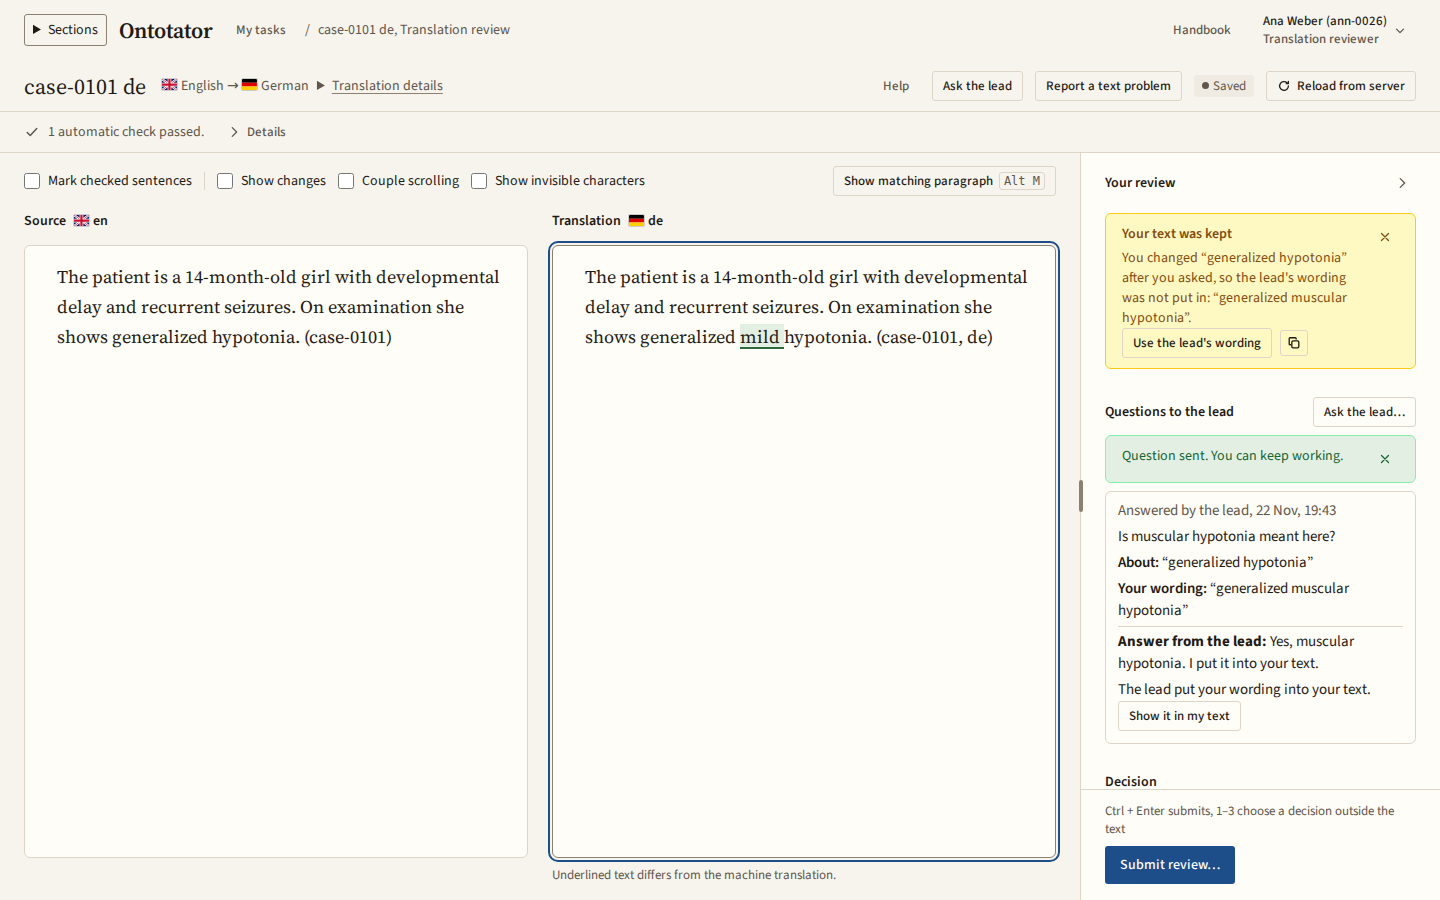 Sections
Ontotator
My tasks
/ case-0101 de, Translation review
Handbook
Ana Weber (ann-0026)
Translation reviewer
case-0101 de
English → German
Translation details
Help
Ask the lead
Report a text problem
Saved
Reload from server
1 automatic check passed.
Details
Mark checked sentences
Show changes
Couple scrolling
Show invisible characters
Show matching paragraph Alt M
Source en
The patient is a 14-month-old girl with developmental
delay and recurrent seizures. On examination she
shows generalized hypotonia. (case-0101)
Translation de
The patient is a 14-month-old girl with developmental
delay and recurrent seizures. On examination she
shows generalized mild hypotonia. (case-0101, de)
Underlined text differs from the machine translation.
Your review
Your text was kept
You changed “generalized hypotonia”
after you asked, so the lead's wording
was not put in: “generalized muscular
hypotonia”.
Use the lead's wording
Questions to the lead
Ask the lead…
Question sent. You can keep working.
Answered by the lead, 22 Nov, 19:43
Is muscular hypotonia meant here?
About: “generalized hypotonia”
Your wording: “generalized muscular
hypotonia”
Answer from the lead: Yes, muscular
hypotonia. I put it into your text.
The lead put your wording into your text.
Show it in my text
Decision
Ctrl + Enter submits, 1–3 choose a decision outside the
text
Submit review…